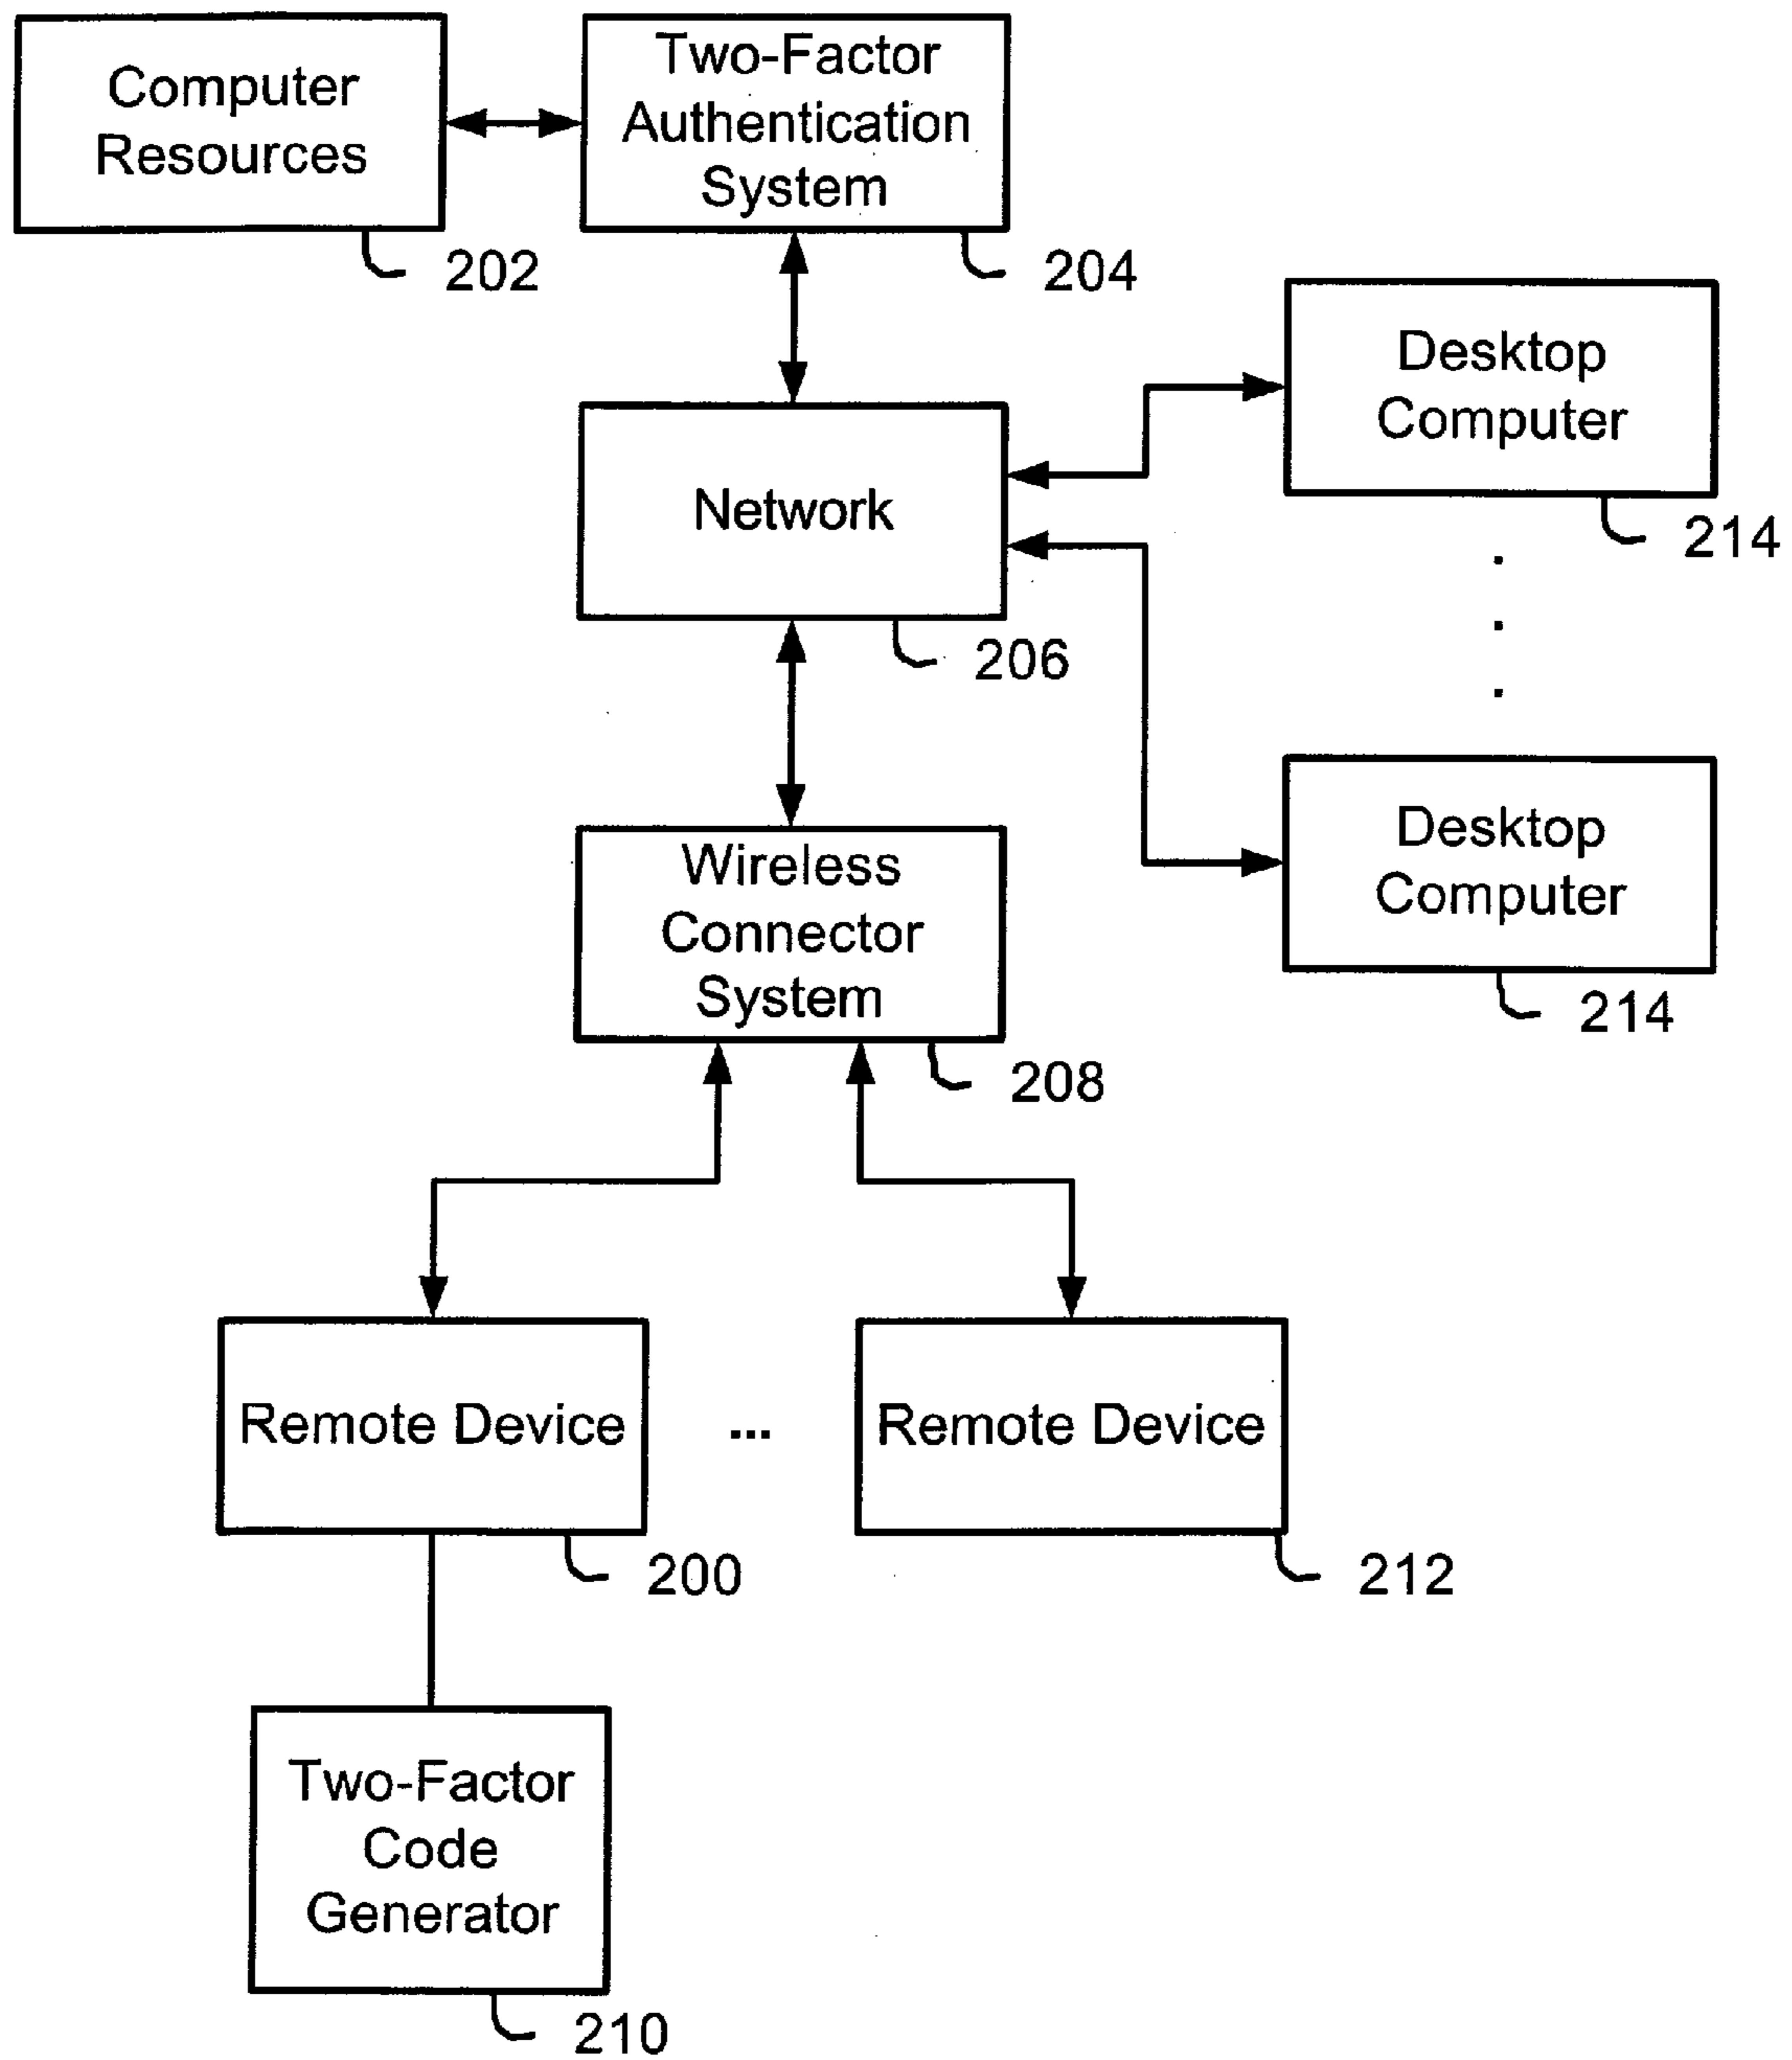 Computer
Resources
202
Two-Factor
Authentication
System
204
Desktop
Computer
214
Network
206
Desktop
Computer
214
Wireless
Connector
System
208
Remote Device
200
...
Remote Device
212
Two-Factor
Code
Generator
210